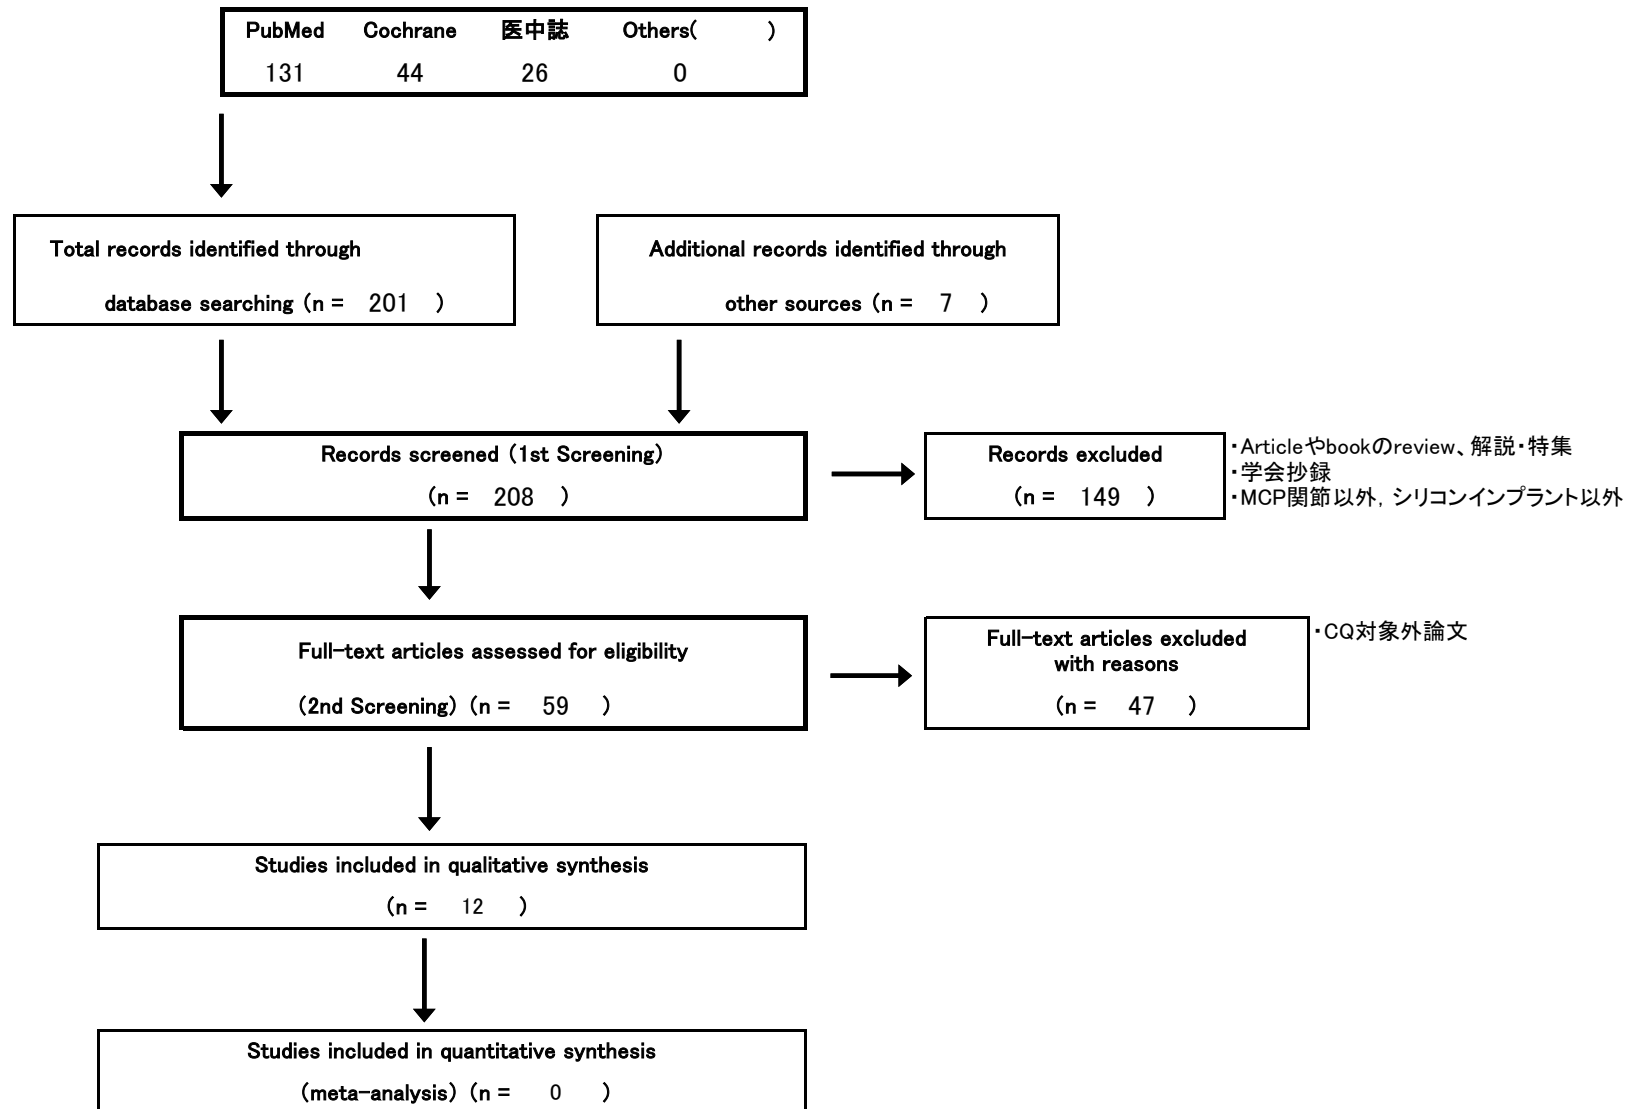 PubMed Cochrane 医中誌 Others( )
131 44 26 0
Total records identified through
database searching (n = 201 )
Additional records identified through
other sources (n = 7 )
Records screened (1st Screening)
(n = 208 )
Records excluded
(n = 149 )
・Articleやbookのreview、解説・特集
・学会抄録
・MCP関節以外，シリコンインプラント以外
Full-text articles assessed for eligibility
(2nd Screening) (n = 59 )
Full-text articles excluded
with reasons
(n = 47 )
・CQ対象外論文
Studies included in qualitative synthesis
(n = 12 )
Studies included in quantitative synthesis
(meta-analysis) (n = 0 )